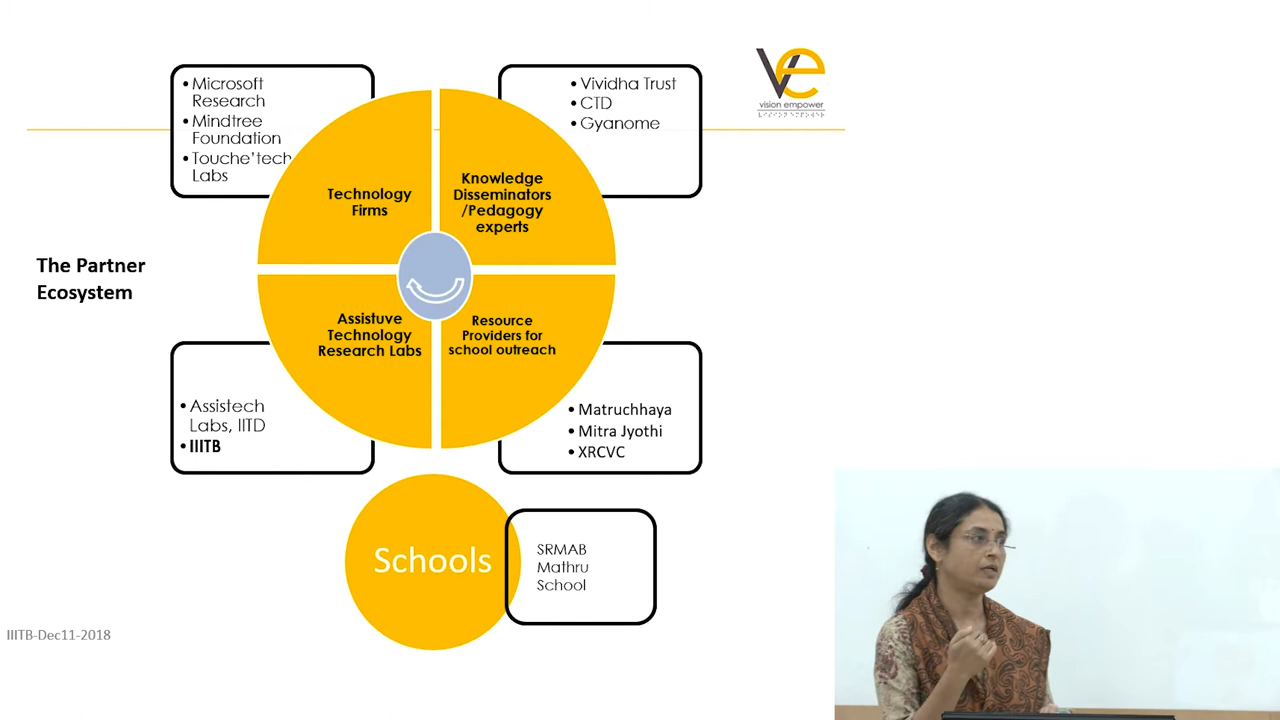 • Microsoft
Research
• Mindtree
Foundation
• Touche'tech
Labs
• Vividha Trust
• CTD
• Gyanome
ve
vision empower
Technology
Firms
Knowledge
Disseminators
/Pedagogy
experts
The Partner
Ecosystem
Assistuve
Technology
Research Labs
Resource
Providers for
school outreach
• Assistech
Labs, IITD
• IIITB
• Matruchhaya
• Mitra Jyothi
• XRCVC
Schools
SRMAB
Mathru
School
IIITB-Dec11-2018